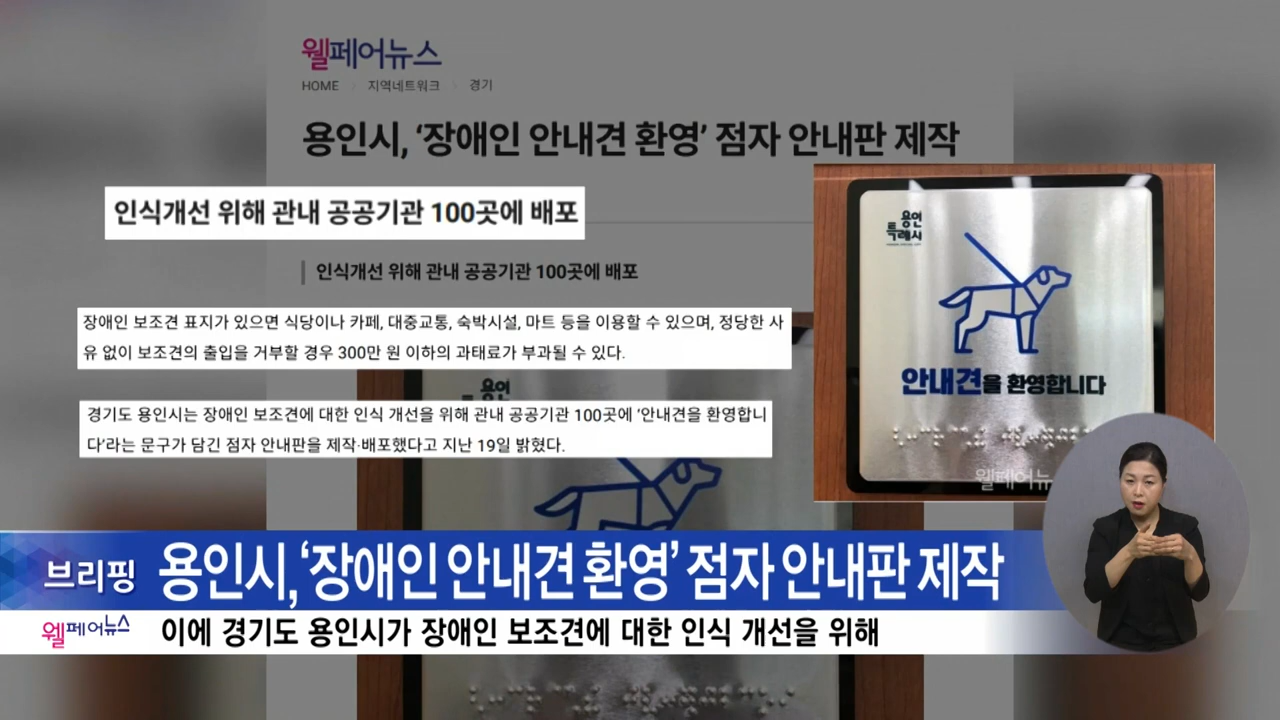 웰페어뉴스
HOME 지역네트워크 경기
용인시, ‘장애인 안내견 환영’ 점자 안내판 제작
인식개선 위해 관내 공공기관 100곳에 배포
인식개선 위해 관내 공공기관 100곳에 배포
장애인 보조견 표지가 있으면 식당이나 카페, 대중교통, 숙박시설, 마트 등을 이용할 수 있으며, 정당한 사
유 없이 보조견의 출입을 거부할 경우 300만 원 이하의 과태료가 부과될 수 있다.
경기도 용인시는 장애인 보조견에 대한 인식 개선을 위해 관내 공공기관 100곳에 ‘안내견을 환영합니
다’라는 문구가 담긴 점자 안내판을 제작·배포했다고 지난 19일 밝혔다.
용인
특례시
안내견을 환영합니다
웰페어뉴
용인
브리핑 용인시, ‘장애인 안내견 환영’ 점자 안내판 제작
웰페어뉴스 이에 경기도 용인시가 장애인 보조견에 대한 인식 개선을 위해